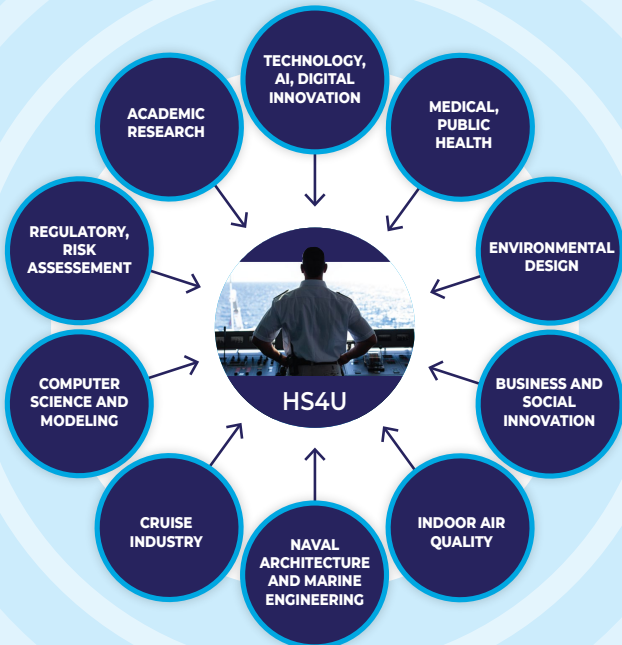 TECHNOLOGY,
AI, DIGITAL
INNOVATION
MEDICAL,
PUBLIC
HEALTH
ENVIRONMENTAL
DESIGN
BUSINESS AND
SOCIAL
INNOVATION
INDOOR AIR
QUALITY
NAVAL
ARCHITECTURE
AND MARINE
ENGINEERING
CRUISE
INDUSTRY
COMPUTER
SCIENCE AND
MODELING
REGULATORY,
RISK
ASSESSEMENT
ACADEMIC
RESEARCH
HS4U